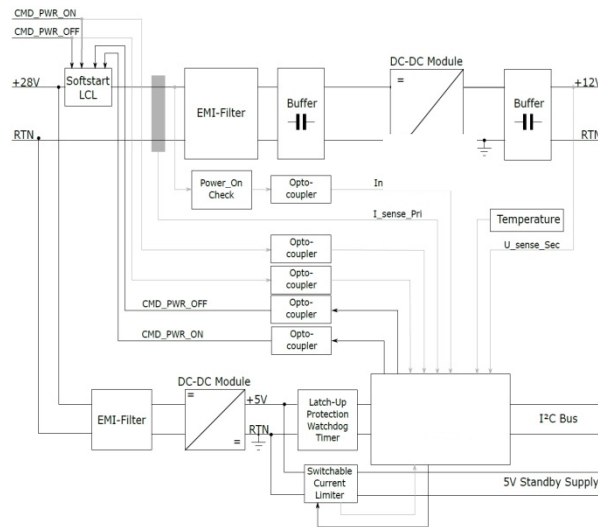 CMD_PWR_ON
CMD_PWR_OFF
+28V
Softstart
LCL
RTN
EMI-Filter
Buffer
DC-DC Module
=
Buffer
+12V
RTN
Power_On
Check
Opto-
coupler
In
I_sense_Pri
Temperature
U_sense_Sec
Opto-
coupler
Opto-
coupler
CMD_PWR_OFF
Opto-
coupler
CMD_PWR_ON
Opto-
coupler
DC-DC Module
EMI-Filter
=
=
+5V
RTN
Latch-Up
Protection
Watchdog
Timer
I²C Bus
Switchable
Current
Limiter
5V Standby Supply